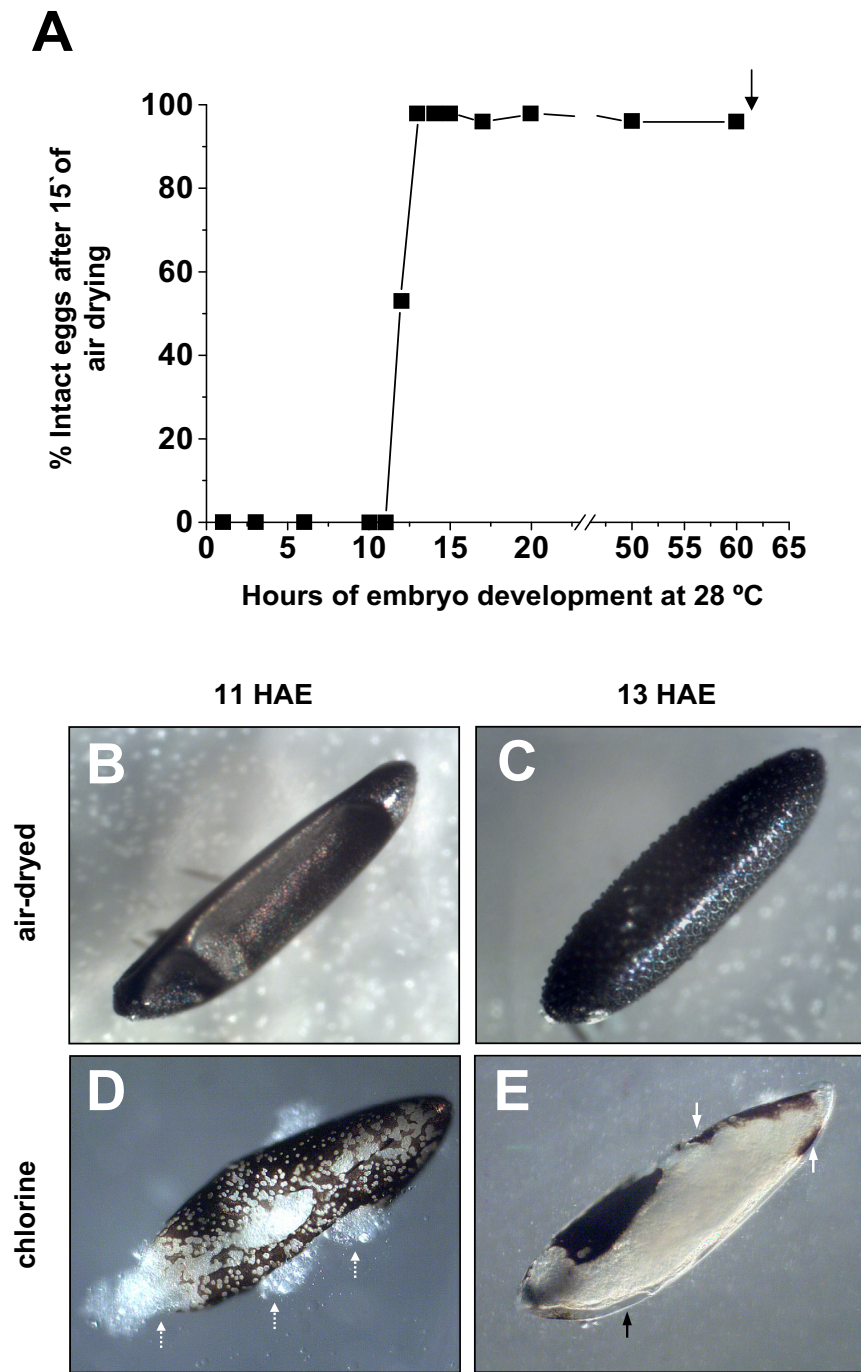 A
100
80
60
40
20
0
% Intact eggs after 15`of
air drying
0 5 10 15 20 50 55 60 65
Hours of embryo development at 28 ºC
11 HAE 13 HAE
air-dryed
B C
chlorine
D E